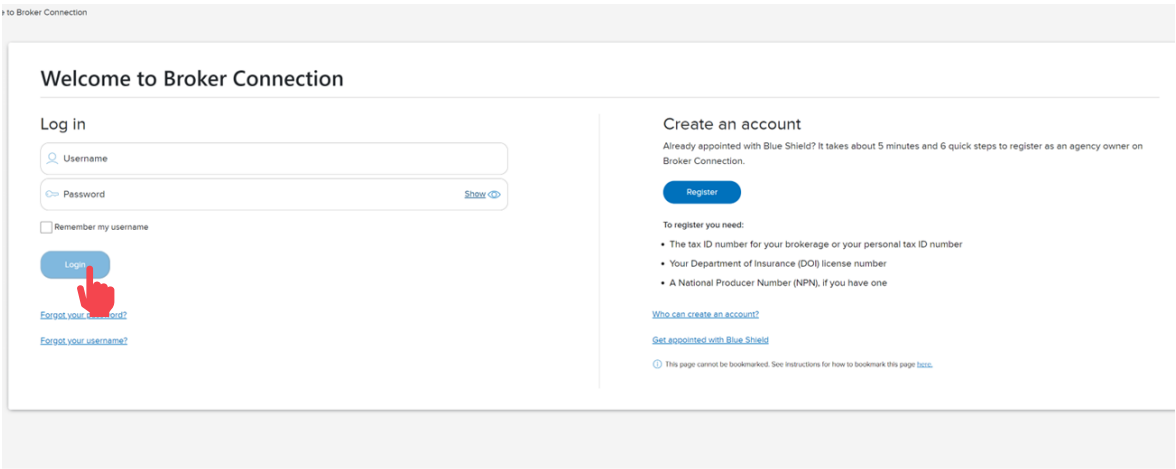 to Broker Connection
Welcome to Broker Connection
Log in
Username
Password
Show
Remember my username
Login
Forgot your password?
Forgot your username?
Create an account
Already appointed with Blue Shield? It takes about 5 minutes and 6 quick steps to register as an agency owner on
Broker Connection.
Register
To register you need:
• The tax ID number for your brokerage or your personal tax ID number
• Your Department of Insurance (DOI) license number
• A National Producer Number (NPN), if you have one
Who can create an account?
Get appointed with Blue Shield
This page cannot be bookmarked. See Instructions for how to bookmark this page here.